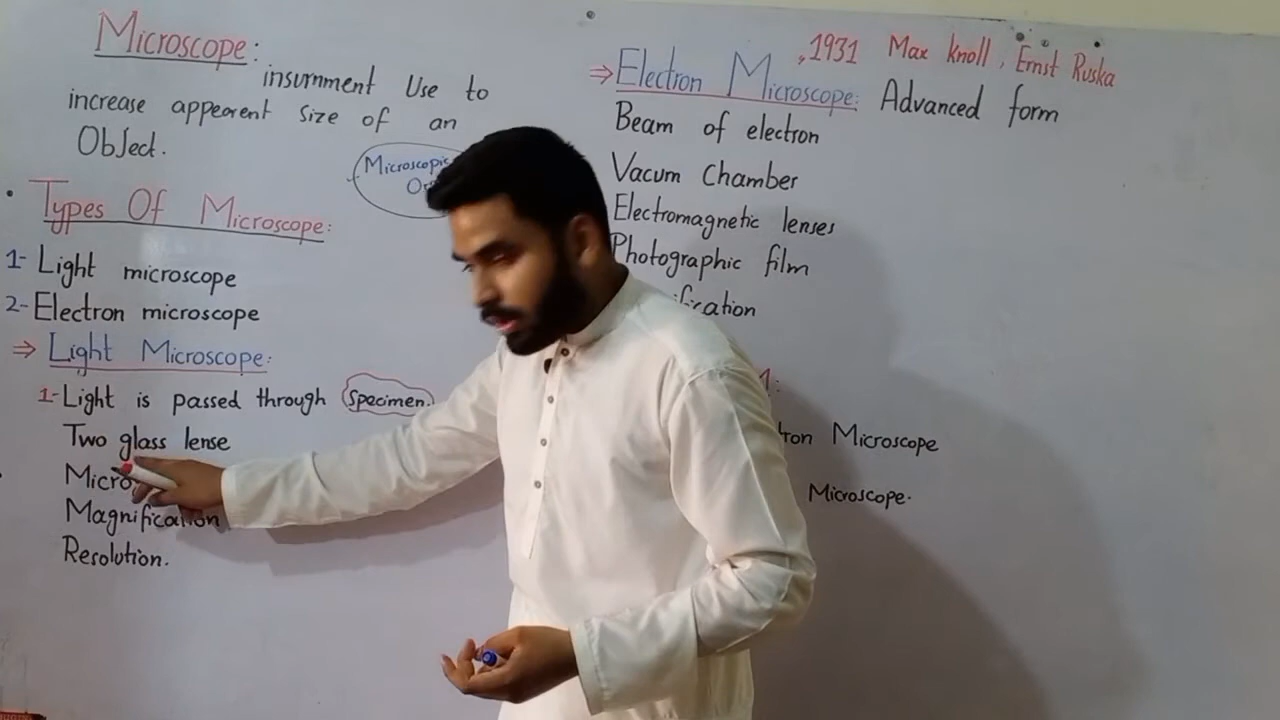 Microscope:
insurnment Use to
increase appearent size of an
Object.
Microscopic
Types Of Microscope:
1- Light microscope
2- Electron microscope
⇒ Light Microscope:
1- Light is passed through Specimen.
Two glass lense
Magnification
Resolution.
, 1931 Max knoll, Ernst Ruska
⇒ Electron Microscope: Advanced form
Beam of electron
Vacum Chamber
Electromagnetic lenses
Photographic film
Microscope
Microscope.